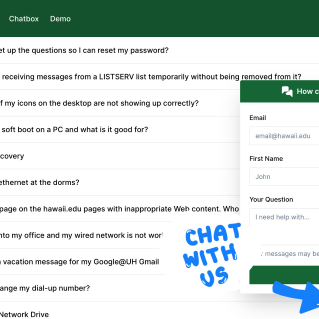 Chatbox Demo
et up the questions so I can reset my password?
receiving messages from a LISTSERV list temporarily without being removed from it?
f my icons on the desktop are not showing up correctly?
soft boot on a PC and what is it good for?
covery
ethernet at the dorms?
page on the hawaii.edu pages with inappropriate Web content. Who
nto my office and my wired network is not wor
vacation message for my Google@UH Gmail
ange my dial-up number?
Network Drive
How c
Email
email@hawaii.edu
First Name
John
Your Question
I need help with...
messages may be
CHAT
WITH
US